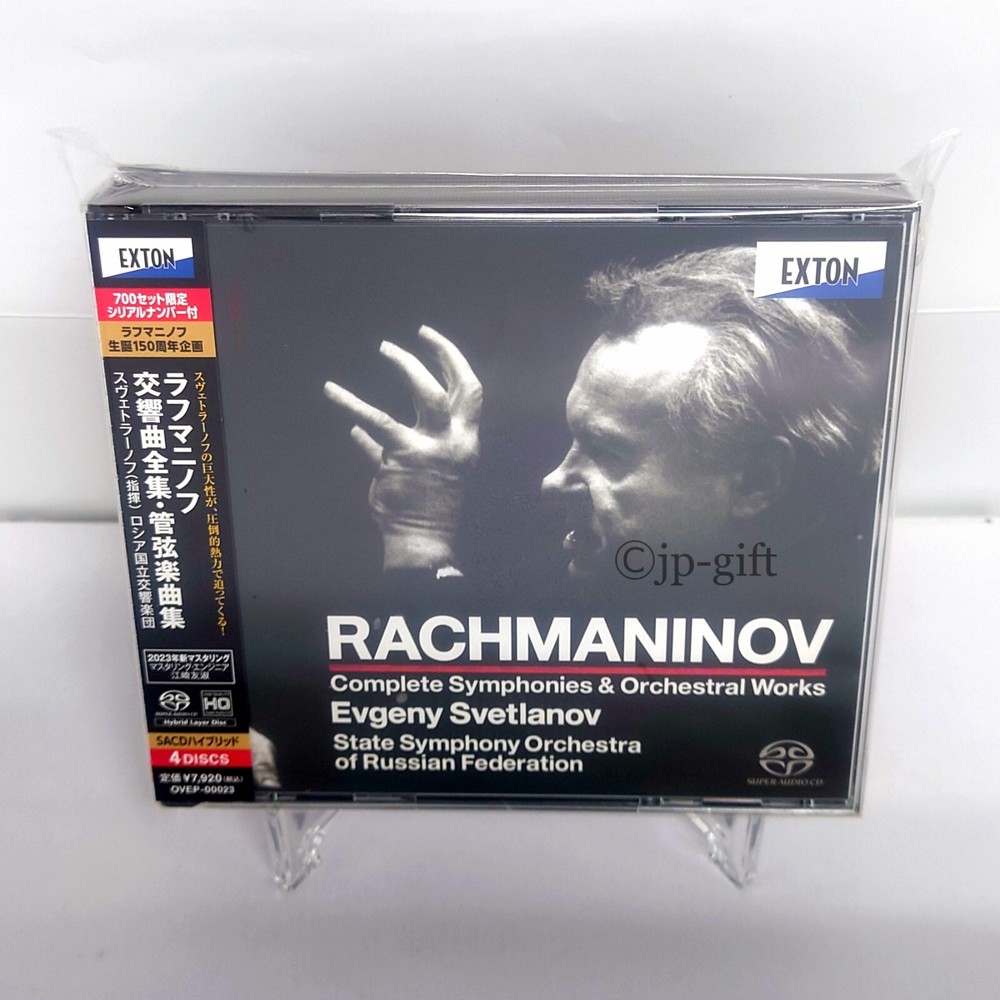 EXTON
700セット限定
シリアルナンバー付
ラフマニノフ
生誕150周年企画
スヴェトラーノフの巨大性が、圧倒的熱力で迫ってくる!
ラフマニノフ
交響曲全集・管弦楽曲集
スヴェトラーノフ(指揮) ロシア国立交響楽団
2023年新マスタリング
マスタリング・エンジニア
江崎友淑
SUPER AUDIO CD
HQ
Hybrid Layer Disc
SACDハイブリッド
4DISCS
定価 ¥7,920(税込)
OVEP-00023
EXTON
©jp-gift
RACHMANINOV
Complete Symphonies & Orchestral Works
Evgeny Svetlanov
State Symphony Orchestra
of Russian Federation
SUPER AUDIO CD